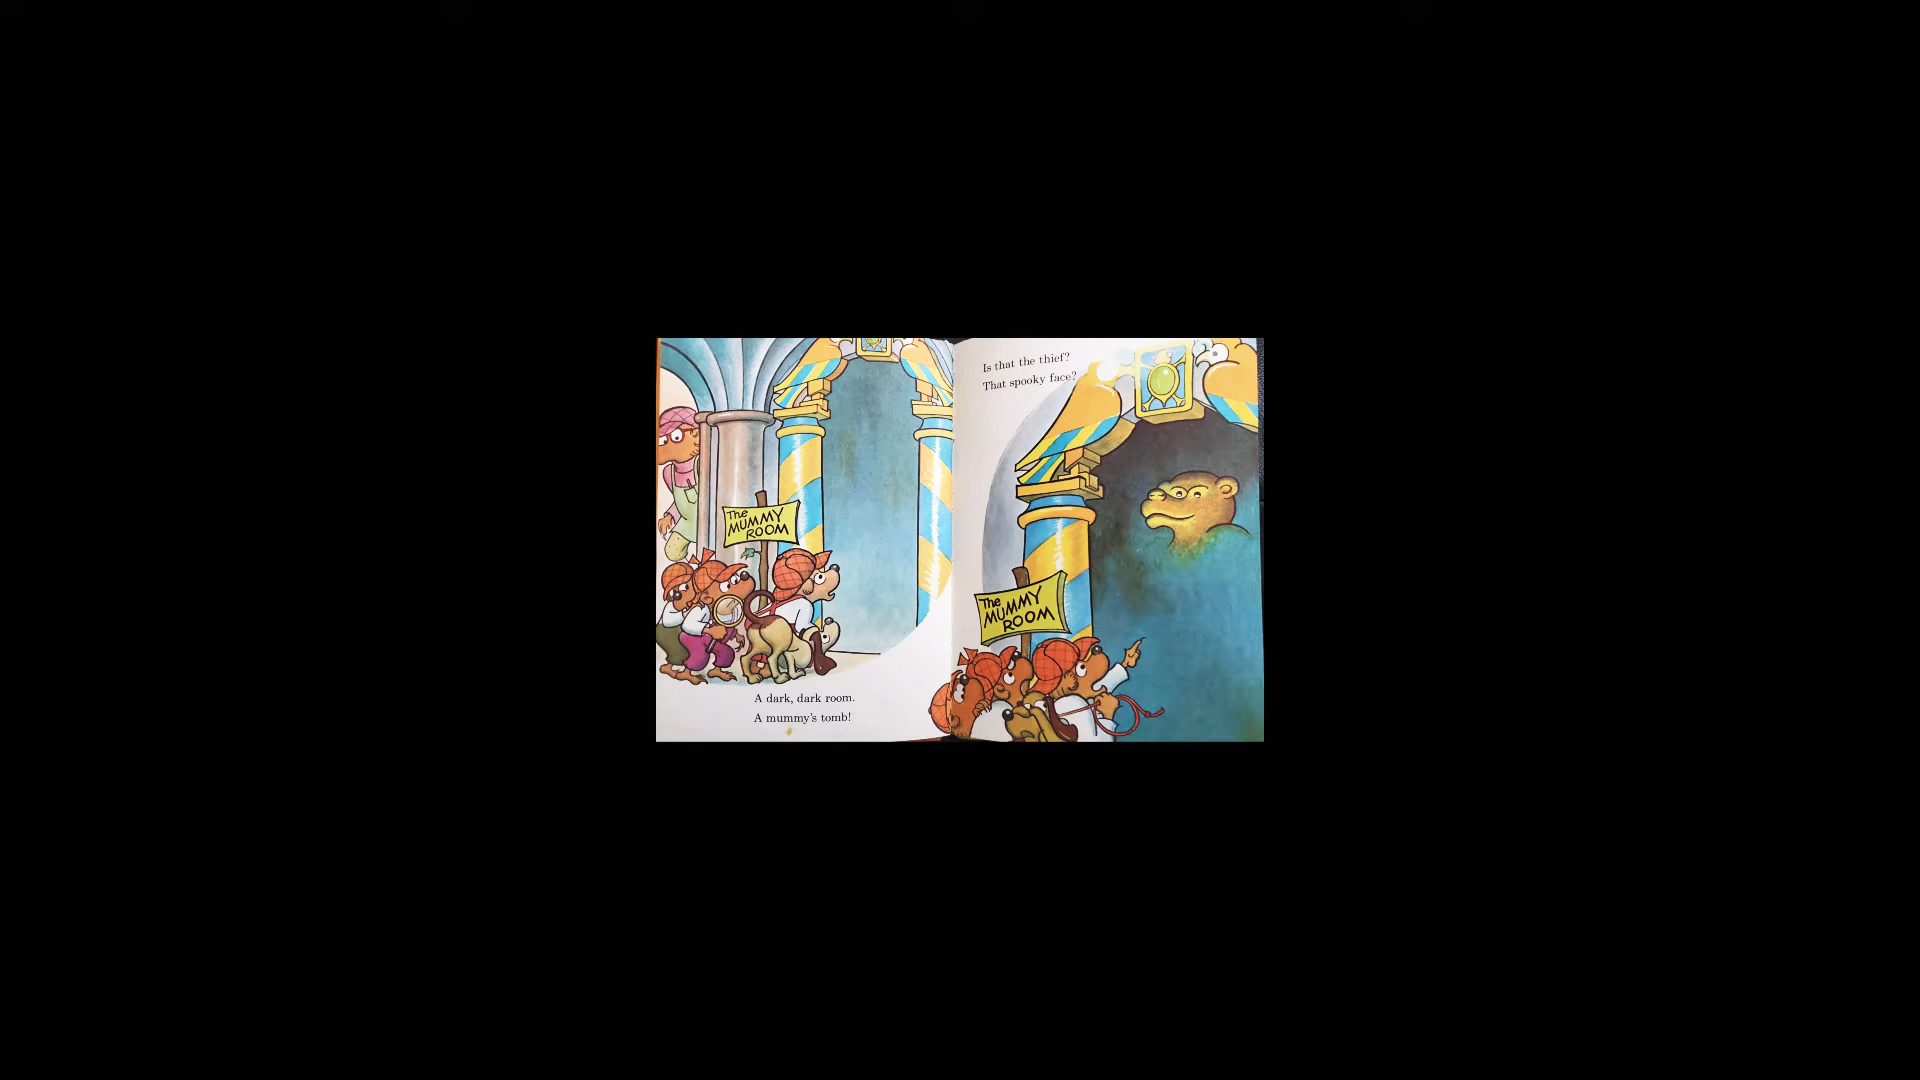 The
MUMMY
ROOM
A dark, dark room.
A mummy's tomb!
Is that the thief?
That spooky face?
The
MUMMY
ROOM